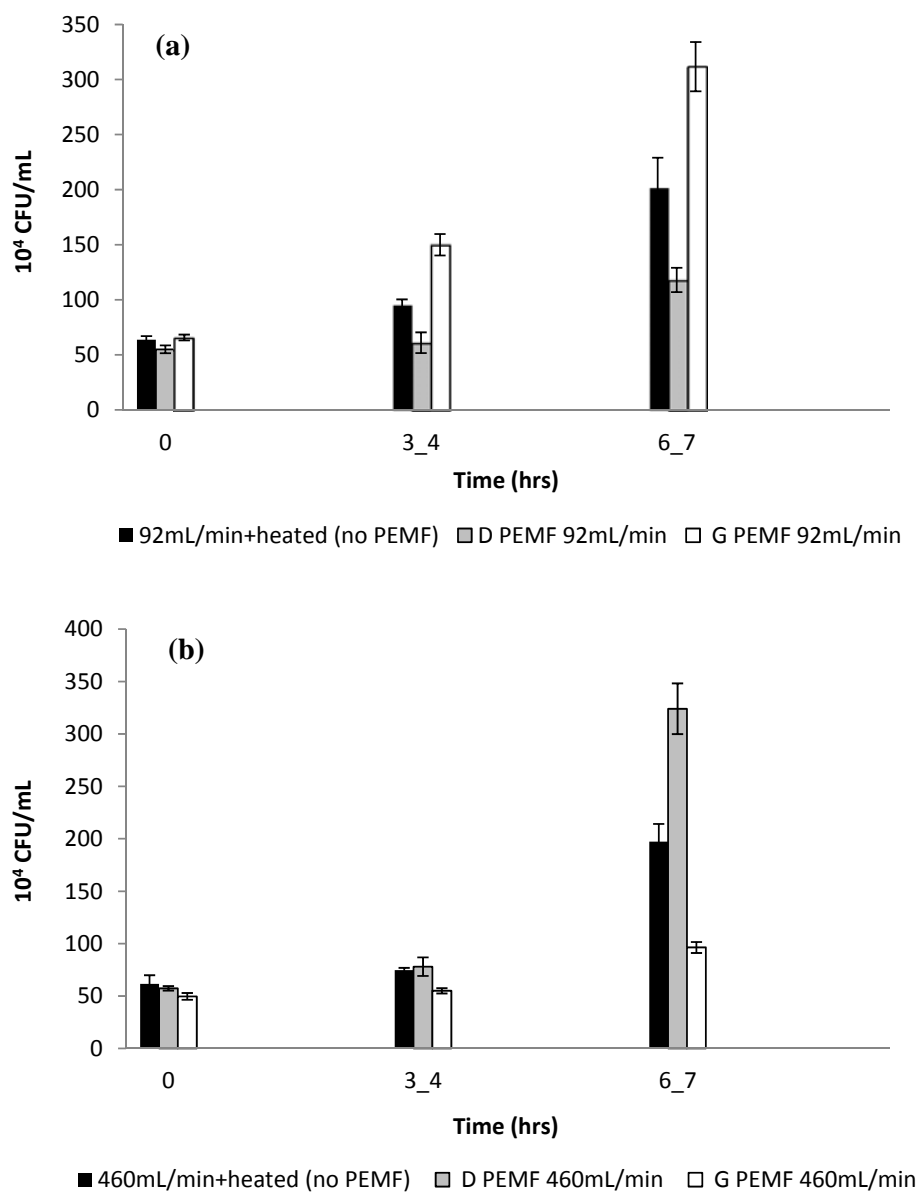 (a)
10⁴ CFU/mL
350
300
250
200
150
100
50
0
0 3_4 6_7
Time (hrs)
92mL/min+heated (no PEMF) D PEMF 92mL/min G PEMF 92mL/min
(b)
10⁴ CFU/mL
400
350
300
250
200
150
100
50
0
0 3_4 6_7
Time (hrs)
460mL/min+heated (no PEMF) D PEMF 460mL/min G PEMF 460mL/min